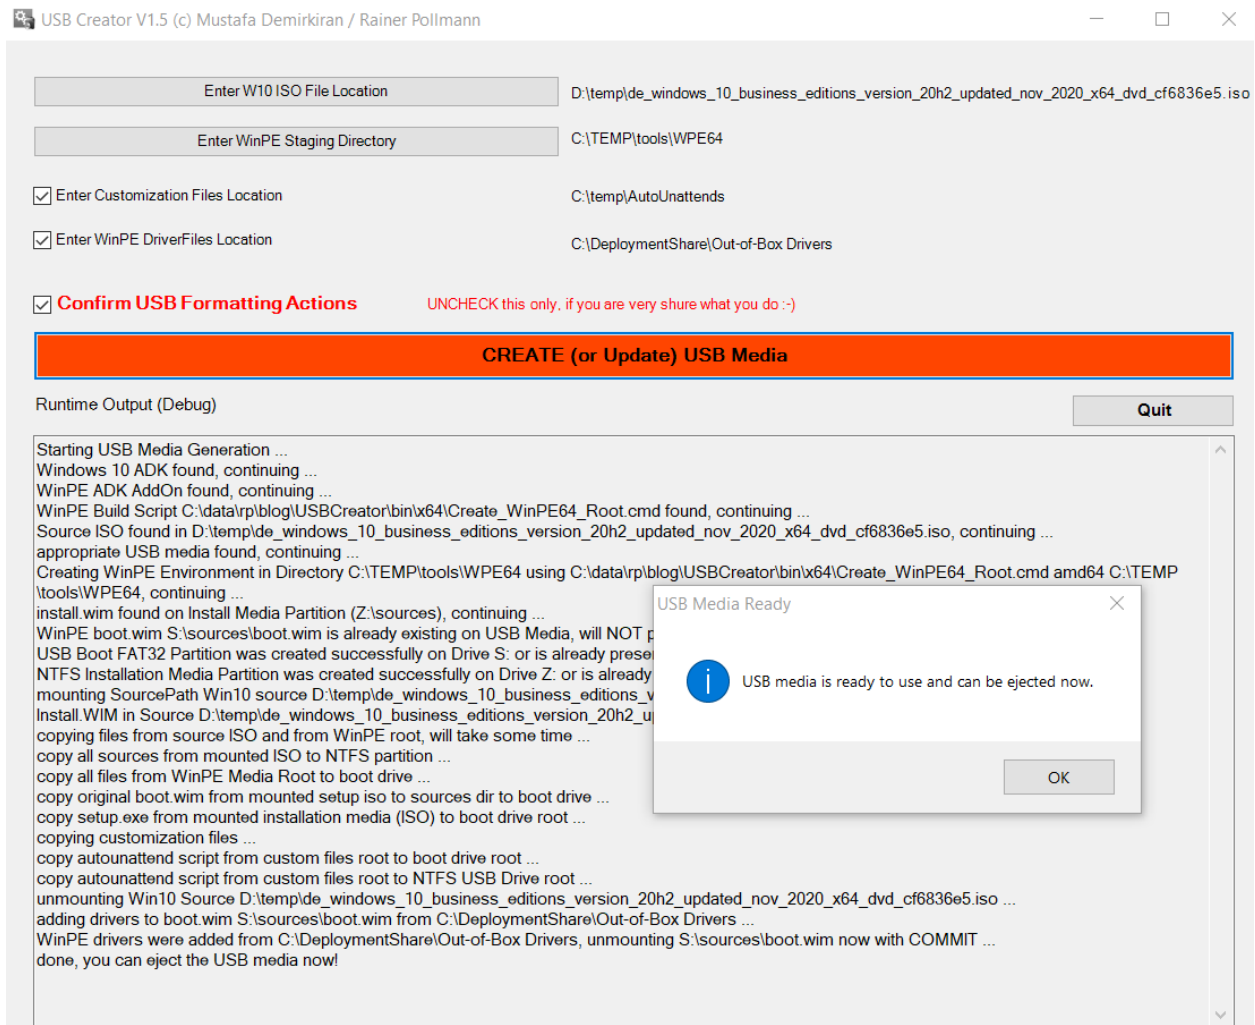 USB Creator V1.5 (c) Mustafa Demirkiran / Rainer Pollmann
Enter W10 ISO File Location
D:\temp\de_windows_10_business_editions_version_20h2_updated_nov_2020_x64_dvd_cf6836e5.iso
Enter WinPE Staging Directory
C:\TEMP\tools\WPE64
Enter Customization Files Location
C:\temp\AutoUnattends
Enter WinPE DriverFiles Location
C:\DeploymentShare\Out-of-Box Drivers
Confirm USB Formatting Actions
UNCHECK this only, if you are very shure what you do :-)
CREATE (or Update) USB Media
Runtime Output (Debug)
Quit
Starting USB Media Generation ...
Windows 10 ADK found, continuing ...
WinPE ADK AddOn found, continuing ...
WinPE Build Script C:\data\rp\blog\USBCreator\bin\x64\Create_WinPE64_Root.cmd found, continuing ...
Source ISO found in D:\temp\de_windows_10_business_editions_version_20h2_updated_nov_2020_x64_dvd_cf6836e5.iso, continuing ...
appropriate USB media found, continuing ...
Creating WinPE Environment in Directory C:\TEMP\tools\WPE64 using C:\data\rp\blog\USBCreator\bin\x64\Create_WinPE64_Root.cmd amd64 C:\TEMP
\tools\WPE64, continuing ...
install.wim found on Install Media Partition (Z:\sources), continuing ...
WinPE boot.wim S:\sources\boot.wim is already existing on USB Media, will NOT
USB Boot FAT32 Partition was created successfully on Drive S: or is already
NTFS Installation Media Partition was created successfully on Drive Z: or is already
mounting SourcePath Win10 source D:\temp\de_windows_10_business_editions_v
Install.WIM in Source D:\temp\de_windows_10_business_editions_version_20h2_u
copying files from source ISO and from WinPE root, will take some time ...
copy all sources from mounted ISO to NTFS partition ...
copy all files from WinPE Media Root to boot drive ...
copy original boot.wim from mounted setup iso to sources dir to boot drive ...
copy setup.exe from mounted installation media (ISO) to boot drive root ...
copying customization files ...
copy autounattend script from custom files root to boot drive root ...
copy autounattend script from custom files root to NTFS USB Drive root ...
unmounting Win10 Source D:\temp\de_windows_10_business_editions_version_20h2_updated_nov_2020_x64_dvd_cf6836e5.iso ...
adding drivers to boot.wim S:\sources\boot.wim from C:\DeploymentShare\Out-of-Box Drivers ...
WinPE drivers were added from C:\DeploymentShare\Out-of-Box Drivers, unmounting S:\sources\boot.wim now with COMMIT ...
done, you can eject the USB media now!
USB Media Ready
USB media is ready to use and can be ejected now.
OK